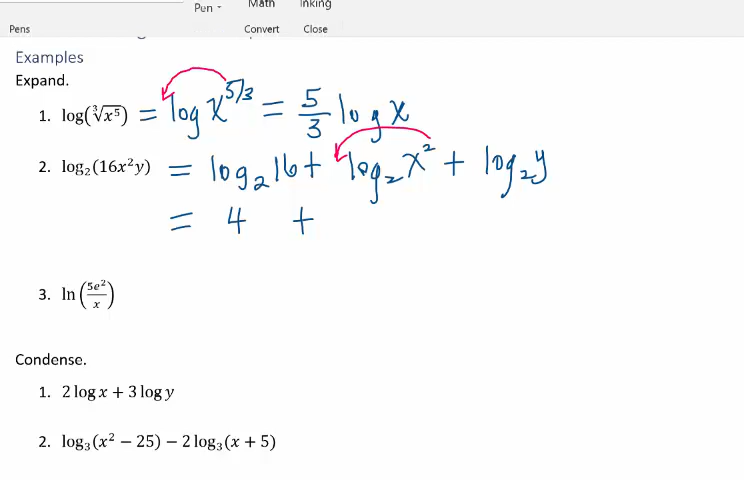 Pen
Math
Inking
Pens
Convert
Close
Examples
Expand.
1. log(∛x⁵) = log x^5/3 = 5/3 log x
2. log₂(16x²y) = log₂16 + log₂x² + log₂y
= 4 +
3. ln(5e²/x)
Condense.
1. 2 log x + 3 log y
2. log₃(x² − 25) − 2 log₃(x + 5)